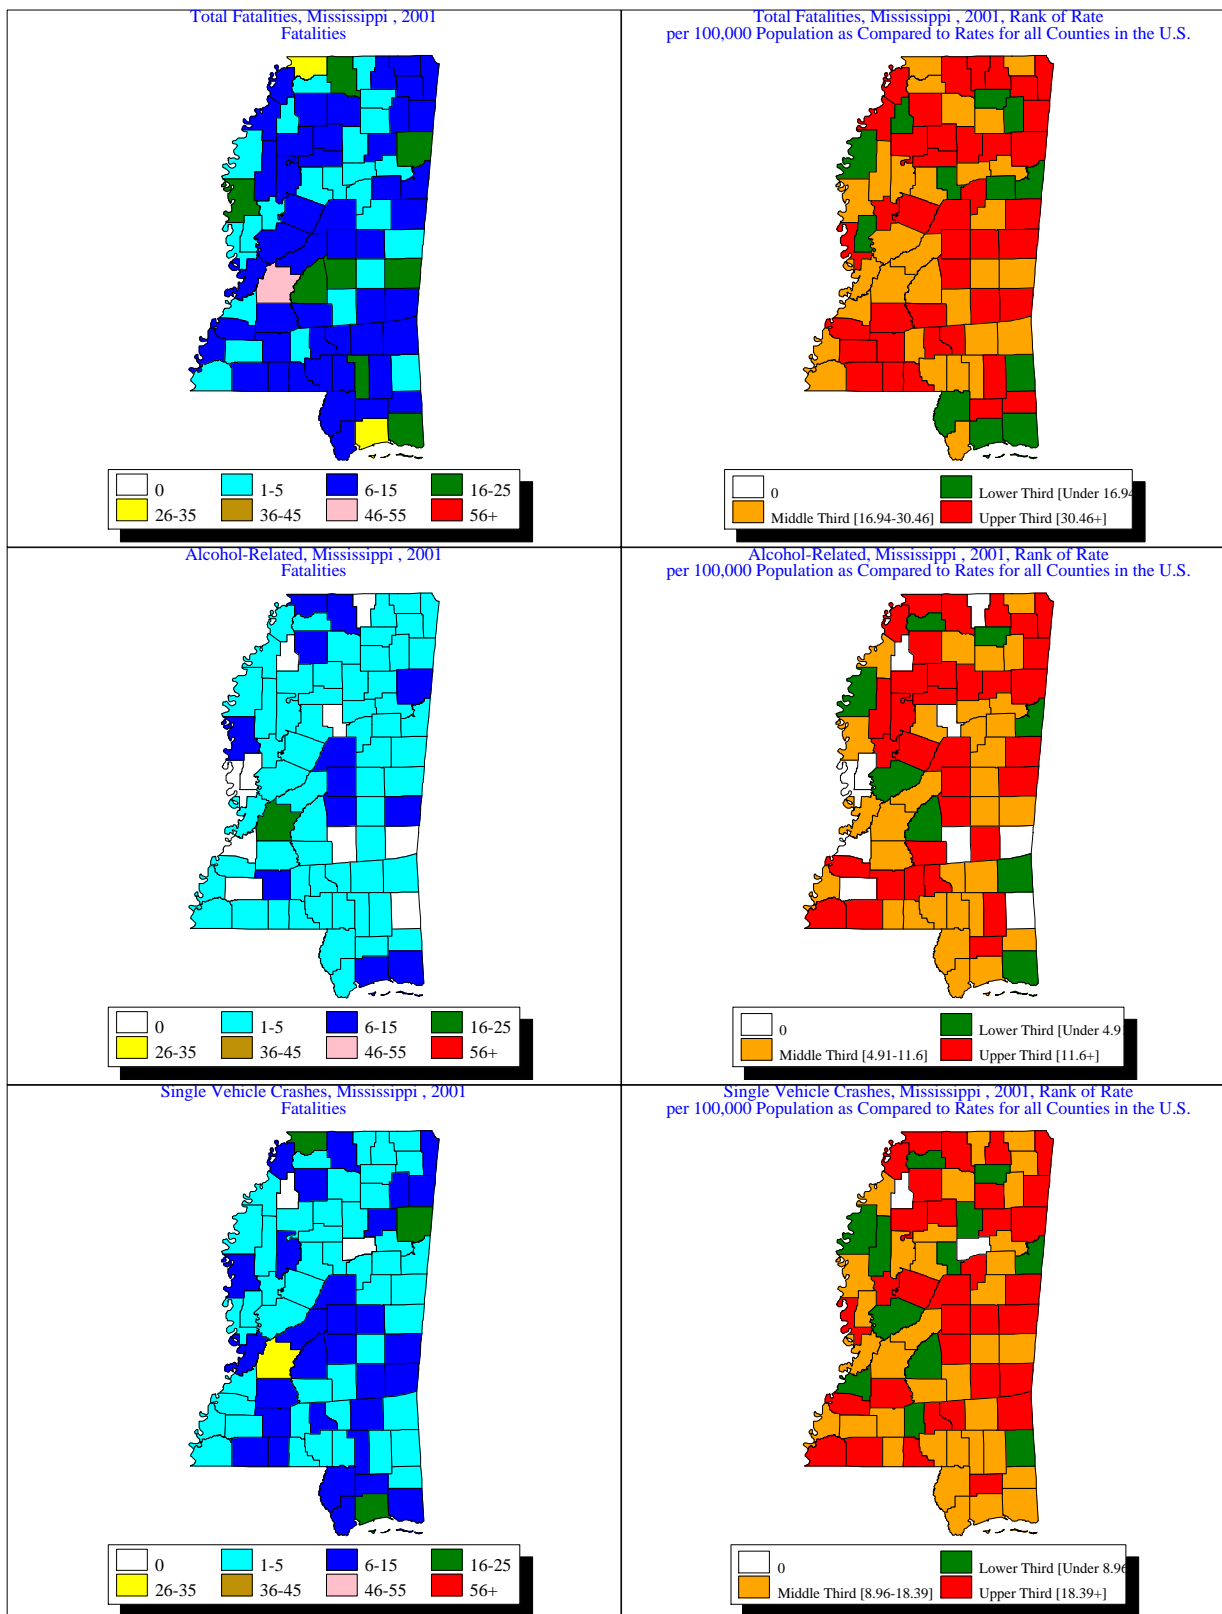 Total Fatalities, Mississippi , 2001
Fatalities
0
1-5
6-15
16-25
26-35
36-45
46-55
56+
Total Fatalities, Mississippi , 2001, Rank of Rate
per 100,000 Population as Compared to Rates for all Counties in the U.S.
0
Lower Third [Under 16.94
Middle Third [16.94-30.46]
Upper Third [30.46+]
Alcohol-Related, Mississippi , 2001
Fatalities
0
1-5
6-15
16-25
26-35
36-45
46-55
56+
Alcohol-Related, Mississippi , 2001, Rank of Rate
per 100,000 Population as Compared to Rates for all Counties in the U.S.
0
Lower Third [Under 4.9
Middle Third [4.91-11.6]
Upper Third [11.6+]
Single Vehicle Crashes, Mississippi , 2001
Fatalities
0
1-5
6-15
16-25
26-35
36-45
46-55
56+
Single Vehicle Crashes, Mississippi , 2001, Rank of Rate
per 100,000 Population as Compared to Rates for all Counties in the U.S.
0
Lower Third [Under 8.96
Middle Third [8.96-18.39]
Upper Third [18.39+]